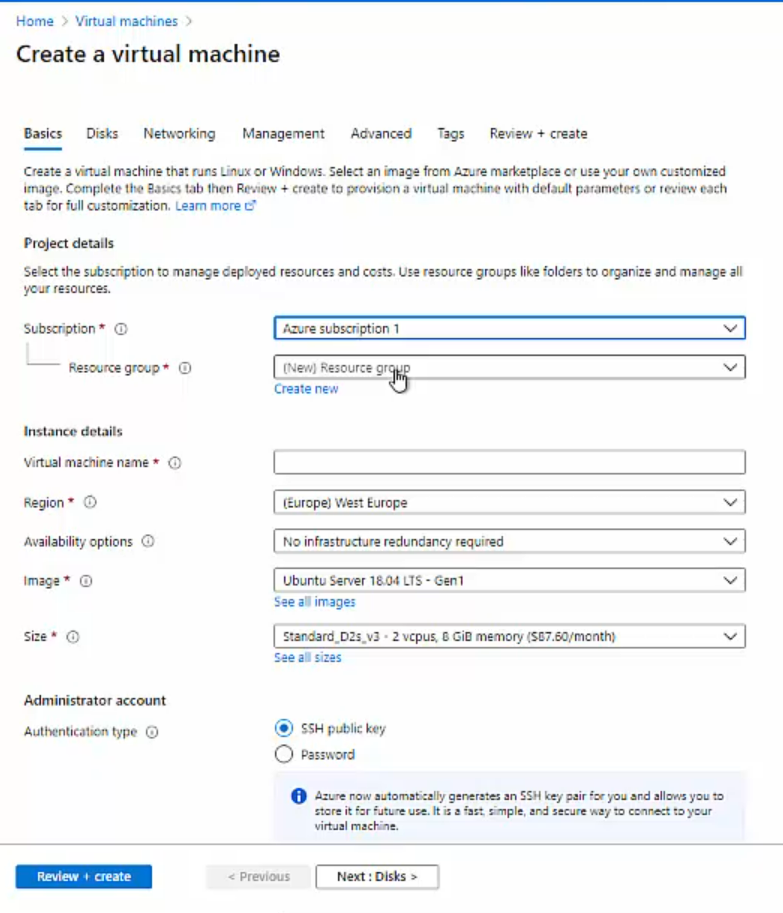 Home > Virtual machines >
Create a virtual machine
Basics Disks Networking Management Advanced Tags Review + create
Create a virtual machine that runs Linux or Windows. Select an image from Azure marketplace or use your own customized
image. Complete the Basics tab then Review + create to provision a virtual machine with default parameters or review each
tab for full customization. Learn more
Project details
Select the subscription to manage deployed resources and costs. Use resource groups like folders to organize and manage all
your resources.
Subscription * Azure subscription 1
Resource group * (New) Resource group
Create new
Instance details
Virtual machine name *
Region * (Europe) West Europe
Availability options No infrastructure redundancy required
Image * Ubuntu Server 18.04 LTS - Gen1
See all images
Size * Standard_D2s_v3 - 2 vcpus, 8 GiB memory ($87.60/month)
See all sizes
Administrator account
Authentication type SSH public key
Password
Azure now automatically generates an SSH key pair for you and allows you to
store it for future use. It is a fast, simple, and secure way to connect to your
virtual machine.
Review + create < Previous Next : Disks >